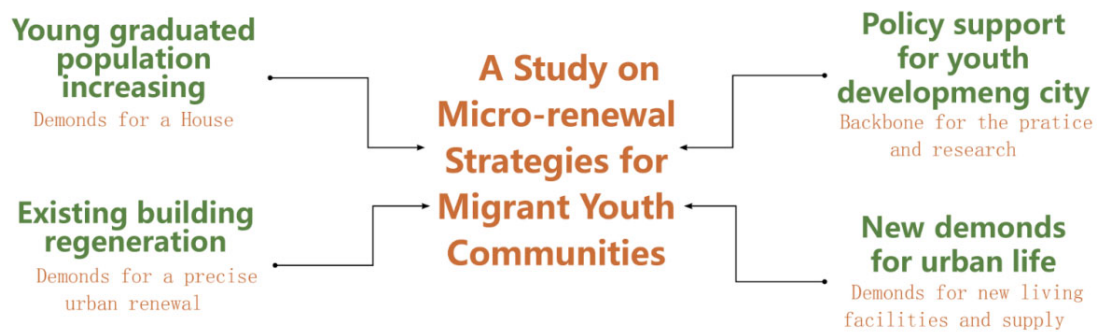 Young graduated
population
increasing
Demonds for a House
Existing building
regeneration
Demonds for a precise
urban renewal
A Study on
Micro-renewal
Strategies for
Migrant Youth
Communities
Policy support
for youth
developmeng city
Backbone for the pratice
and research
New demonds
for urban life
Demonds for new living
facilities and supply